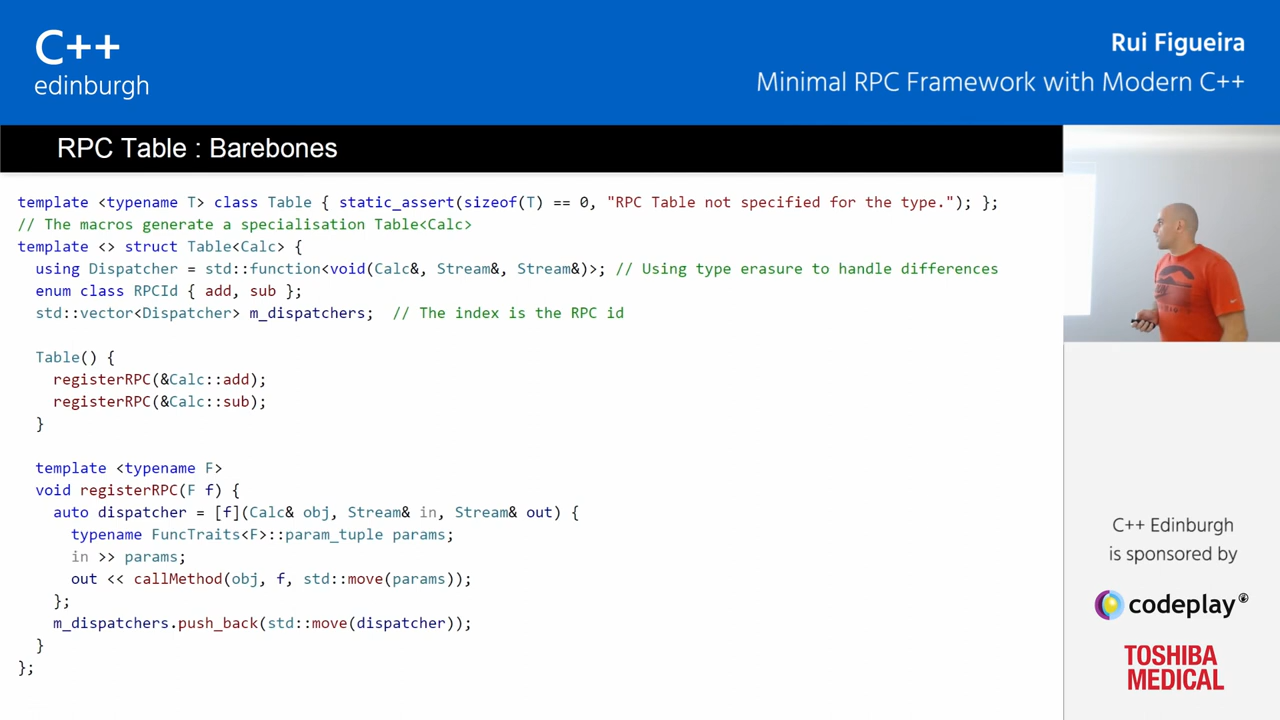 C++
edinburgh
Rui Figueira
Minimal RPC Framework with Modern C++
RPC Table : Barebones
template <typename T> class Table { static_assert(sizeof(T) == 0, "RPC Table not specified for the type."); };
// The macros generate a specialisation Table<Calc>
template <> struct Table<Calc> {
  using Dispatcher = std::function<void(Calc&, Stream&, Stream&)>; // Using type erasure to handle differences
  enum class RPCId { add, sub };
  std::vector<Dispatcher> m_dispatchers;  // The index is the RPC id
  Table() {
    registerRPC(&Calc::add);
    registerRPC(&Calc::sub);
  }
  template <typename F>
  void registerRPC(F f) {
    auto dispatcher = [f](Calc& obj, Stream& in, Stream& out) {
      typename FuncTraits<F>::param_tuple params;
      in >> params;
      out << callMethod(obj, f, std::move(params));
    };
    m_dispatchers.push_back(std::move(dispatcher));
  }
};
C++ Edinburgh
is sponsored by
codeplay
TOSHIBA
MEDICAL